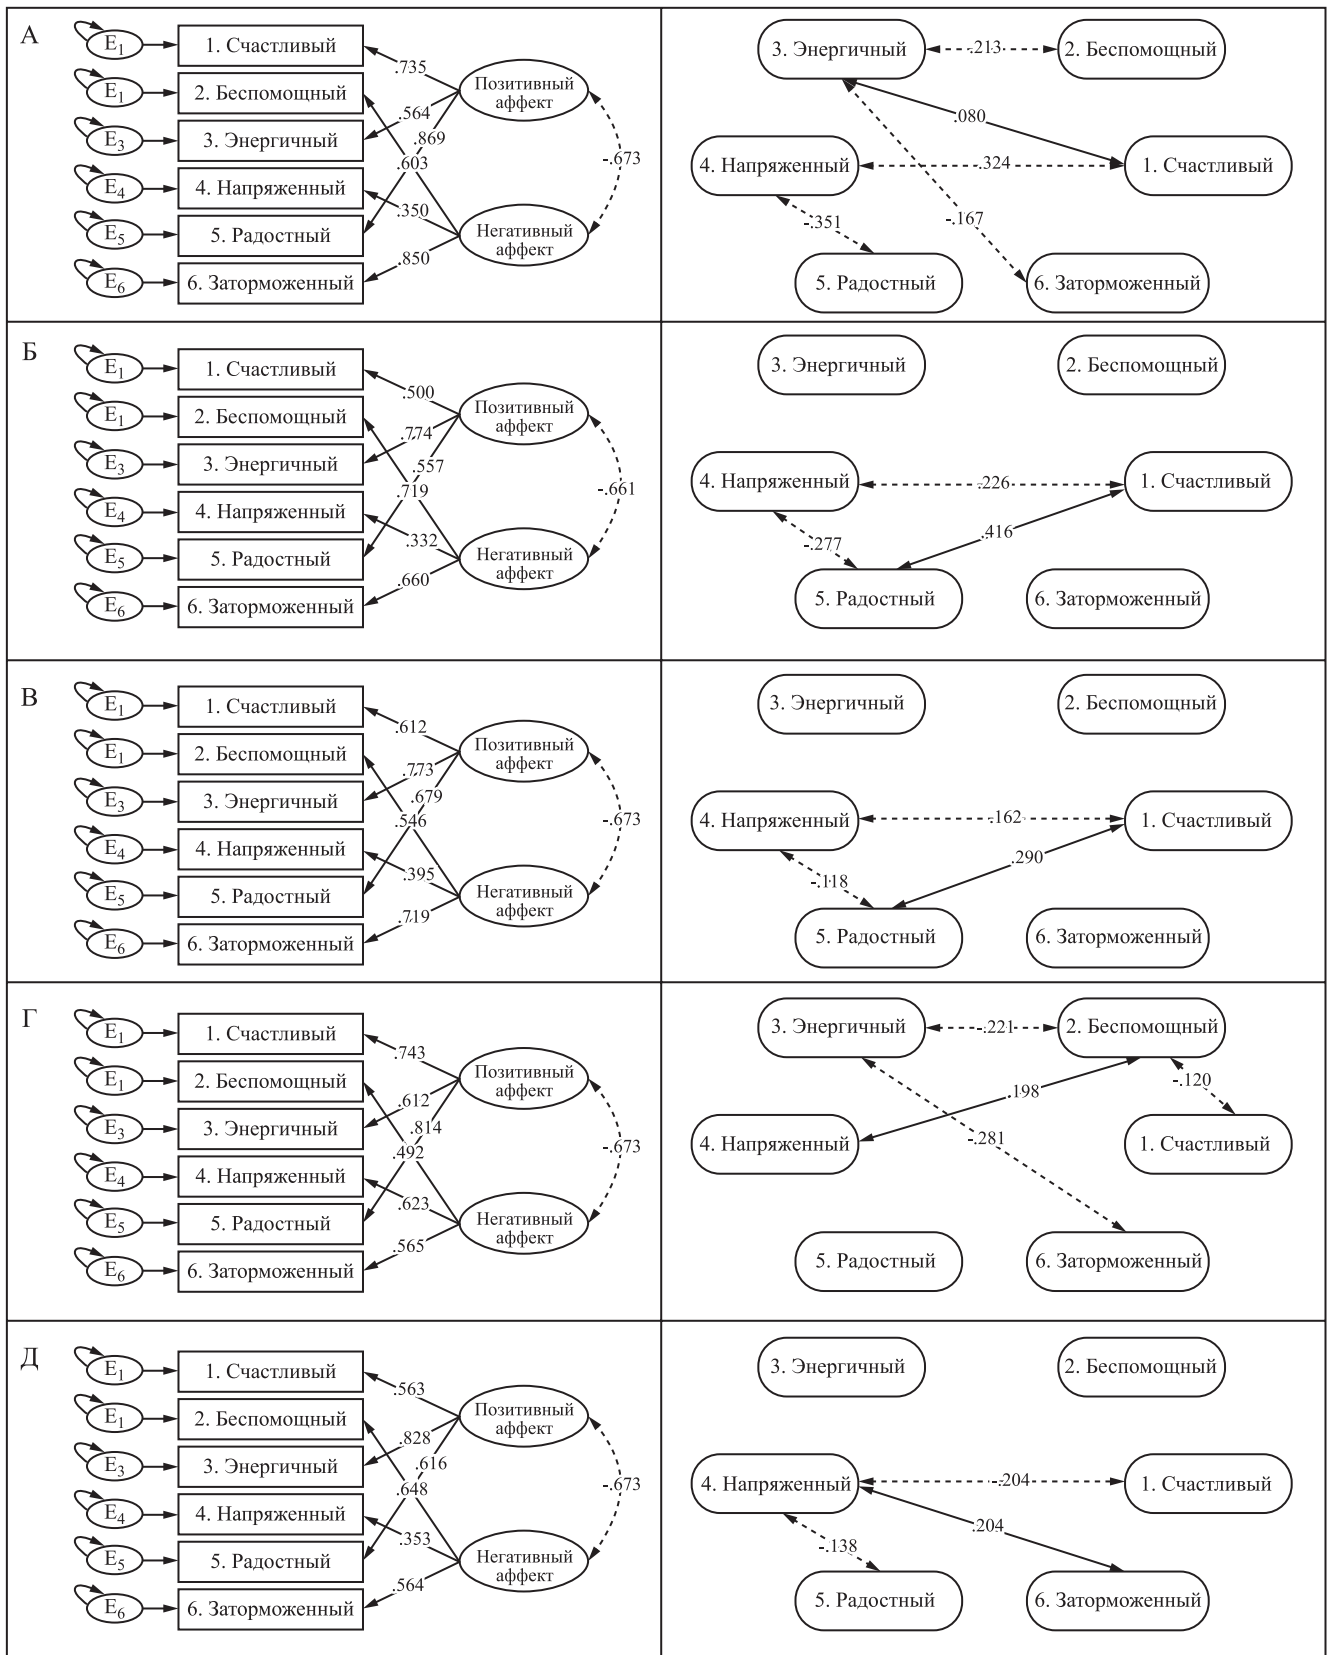 А
E1
1. Счастливый
E1
2. Беспомощный
E3
3. Энергичный
E4
4. Напряженный
E5
5. Радостный
E6
6. Заторможенный
.735
.564
.869
.603
.350
.850
Позитивный
аффект
Негативный
аффект
-.673
3. Энергичный
-.213
2. Беспомощный
.080
4. Напряженный
-.324
1. Счастливый
-.351
-.167
5. Радостный
6. Заторможенный
Б
E1
1. Счастливый
E1
2. Беспомощный
E3
3. Энергичный
E4
4. Напряженный
E5
5. Радостный
E6
6. Заторможенный
.500
.774
.557
.719
.332
.660
Позитивный
аффект
Негативный
аффект
-.661
3. Энергичный
2. Беспомощный
4. Напряженный
-.226
1. Счастливый
.416
-.277
5. Радостный
6. Заторможенный
В
E1
1. Счастливый
E1
2. Беспомощный
E3
3. Энергичный
E4
4. Напряженный
E5
5. Радостный
E6
6. Заторможенный
.612
.773
.679
.546
.395
.719
Позитивный
аффект
Негативный
аффект
-.673
3. Энергичный
2. Беспомощный
4. Напряженный
-.162
1. Счастливый
.290
-.118
5. Радостный
6. Заторможенный
Г
E1
1. Счастливый
E1
2. Беспомощный
E3
3. Энергичный
E4
4. Напряженный
E5
5. Радостный
E6
6. Заторможенный
.743
.612
.814
.492
.623
.565
Позитивный
аффект
Негативный
аффект
-.673
3. Энергичный
-.221
2. Беспомощный
-.120
.198
4. Напряженный
-.281
1. Счастливый
5. Радостный
6. Заторможенный
Д
E1
1. Счастливый
E1
2. Беспомощный
E3
3. Энергичный
E4
4. Напряженный
E5
5. Радостный
E6
6. Заторможенный
.563
.828
.616
.648
.353
.564
Позитивный
аффект
Негативный
аффект
-.673
3. Энергичный
2. Беспомощный
4. Напряженный
-.204
1. Счастливый
.204
-.138
5. Радостный
6. Заторможенный